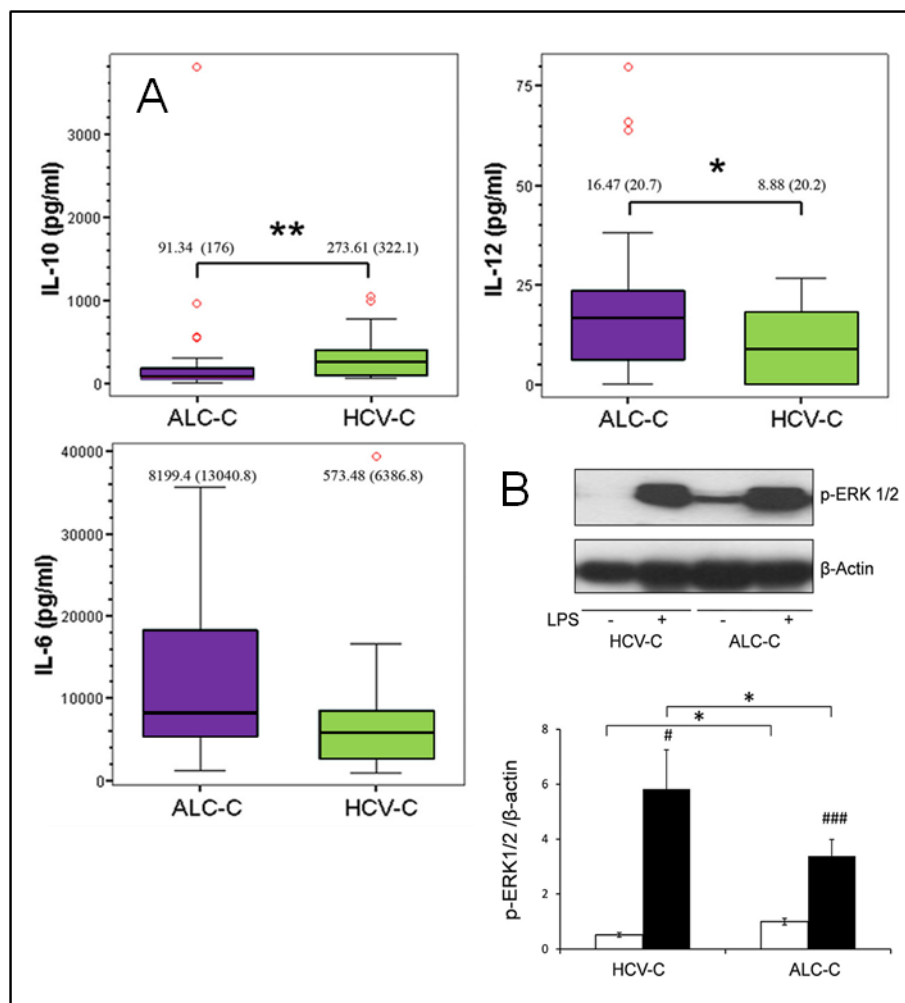 A
IL-10 (pg/ml)
3000
2000
1000
0
91.34 (176)
**
273.61 (322.1)
ALC-C
HCV-C
IL-12 (pg/ml)
75
50
25
0
16.47 (20.7)
*
8.88 (20.2)
ALC-C
HCV-C
IL-6 (pg/ml)
40000
30000
20000
10000
0
8199.4 (13040.8)
573.48 (6386.8)
ALC-C
HCV-C
B
p-ERK 1/2
β-Actin
LPS - + - +
HCV-C ALC-C
p-ERK1/2 /β-actin
8
6
4
2
0
*
*
#
###
HCV-C
ALC-C